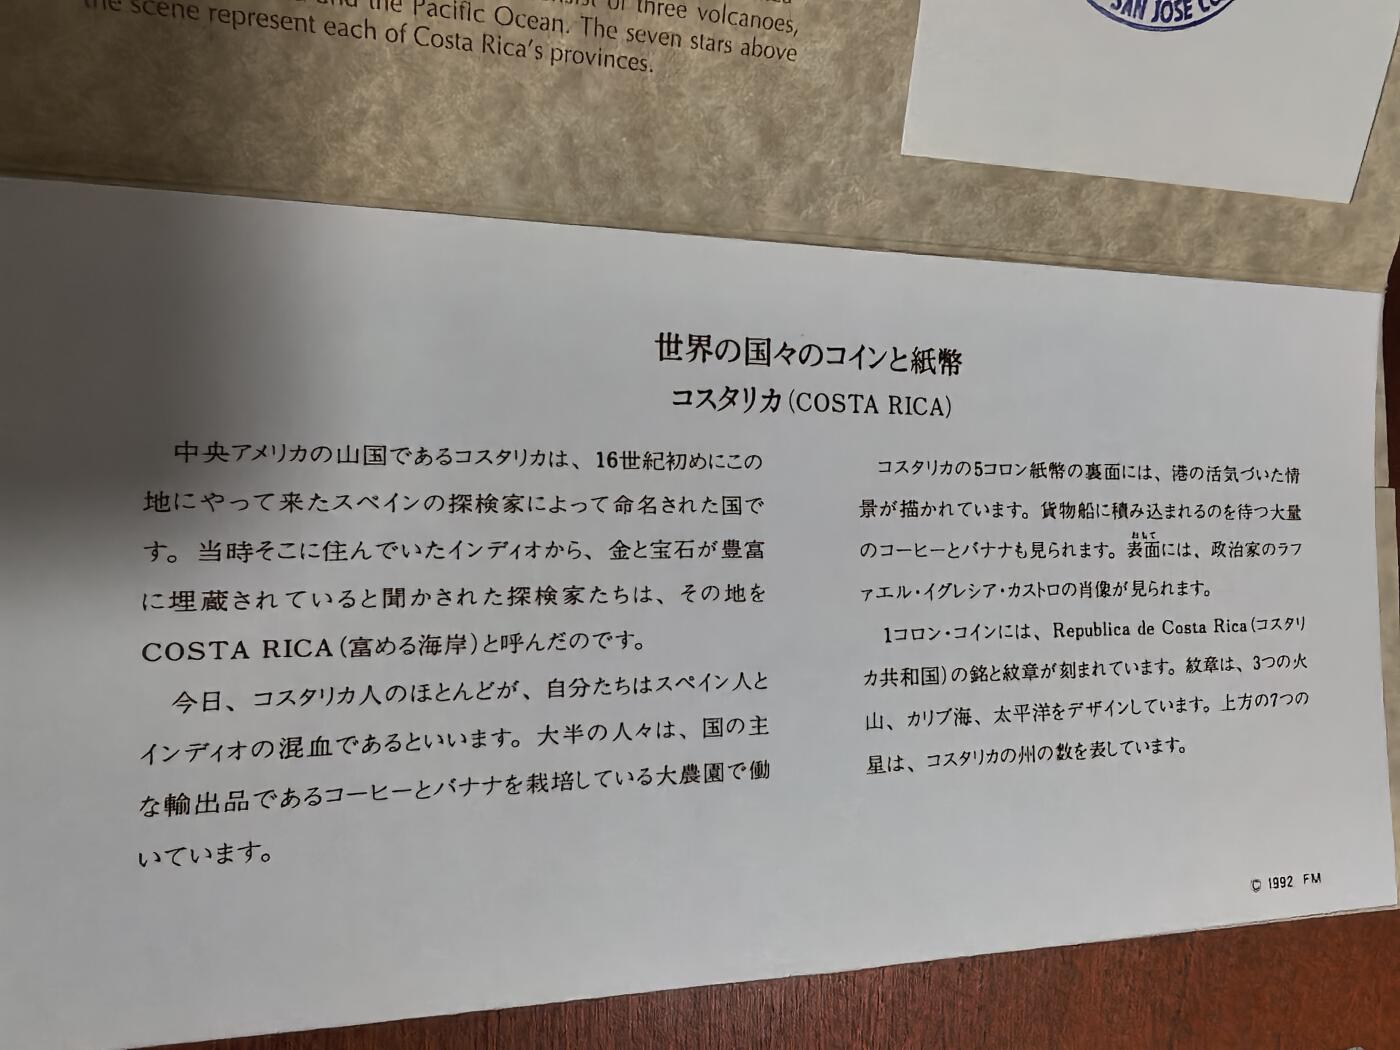 the Pacific Ocean. The seven stars above
three volcanoes,
the scene represent each of Costa Rica's provinces.
SAN JOSE
世界の国々のコインと紙幣
コスタリカ(COSTA RICA)
中央アメリカの山国であるコスタリカは、16世紀初めにこの
地にやって来たスペインの探検家によって命名された国で
す。当時そこに住んでいたインディオから、金と宝石が豊富
に埋蔵されていると聞かされた探検家たちは、その地を
COSTA RICA(富める海岸)と呼んだのです。
今日、コスタリカ人のほとんどが、自分たちはスペイン人と
インディオの混血であるといいます。大半の人々は、国の主
な輸出品であるコーヒーとバナナを栽培している大農園で働
いています。
コスタリカの5コロン紙幣の裏面には、港の活気づいた情
景が描かれています。貨物船に積み込まれるのを待つ大量
のコーヒーとバナナも見られます。表面には、政治家のラフ
おもて
ァエル・イグレシア・カストロの肖像が見られます。
1コロン・コインには、Republica de Costa Rica(コスタリ
カ共和国)の銘と紋章が刻まれています。紋章は、3つの火
山、カリブ海、太平洋をデザインしています。上方の7つの
星は、コスタリカの州の数を表しています。
© 1992 FM